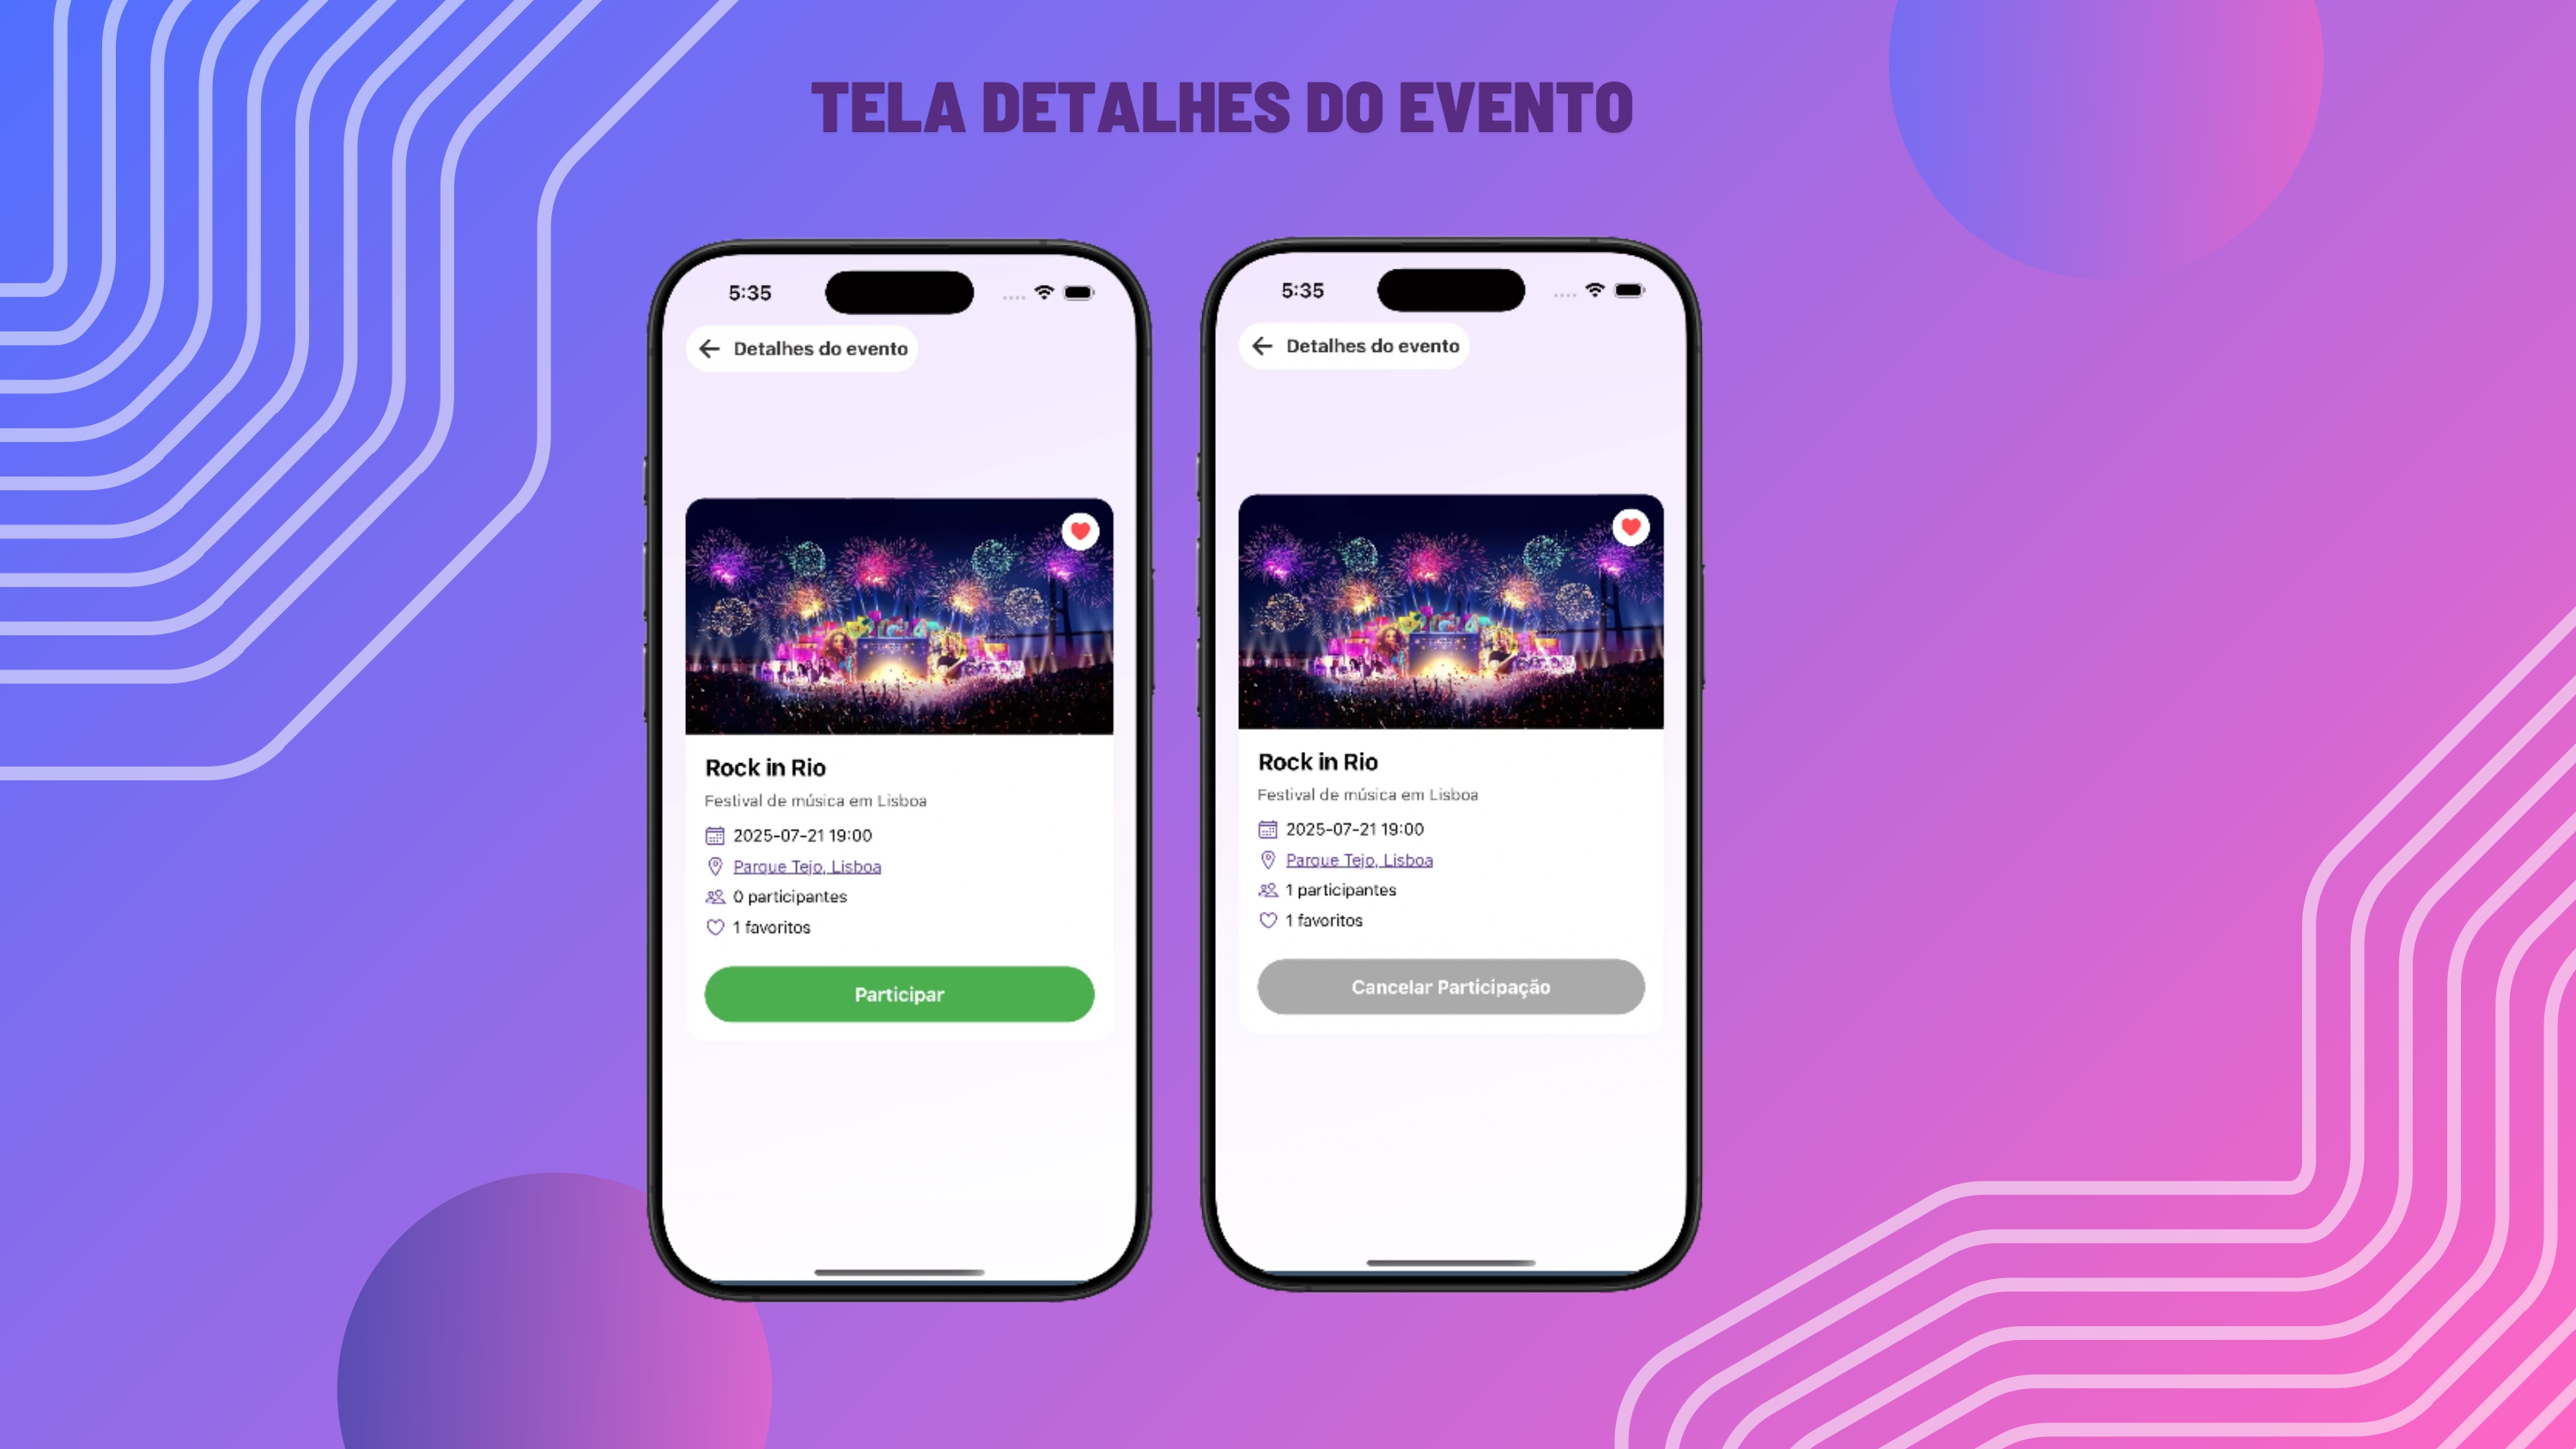 TELA DETALHES DO EVENTO
5:35
Detalhes do evento
Rock in Rio
Festival de música em Lisboa
2025-07-21 19:00
Parque Tejo, Lisboa
0 participantes
1 favoritos
Participar
5:35
Detalhes do evento
Rock in Rio
Festival de música em Lisboa
2025-07-21 19:00
Parque Tejo, Lisboa
1 participantes
1 favoritos
Cancelar Participação